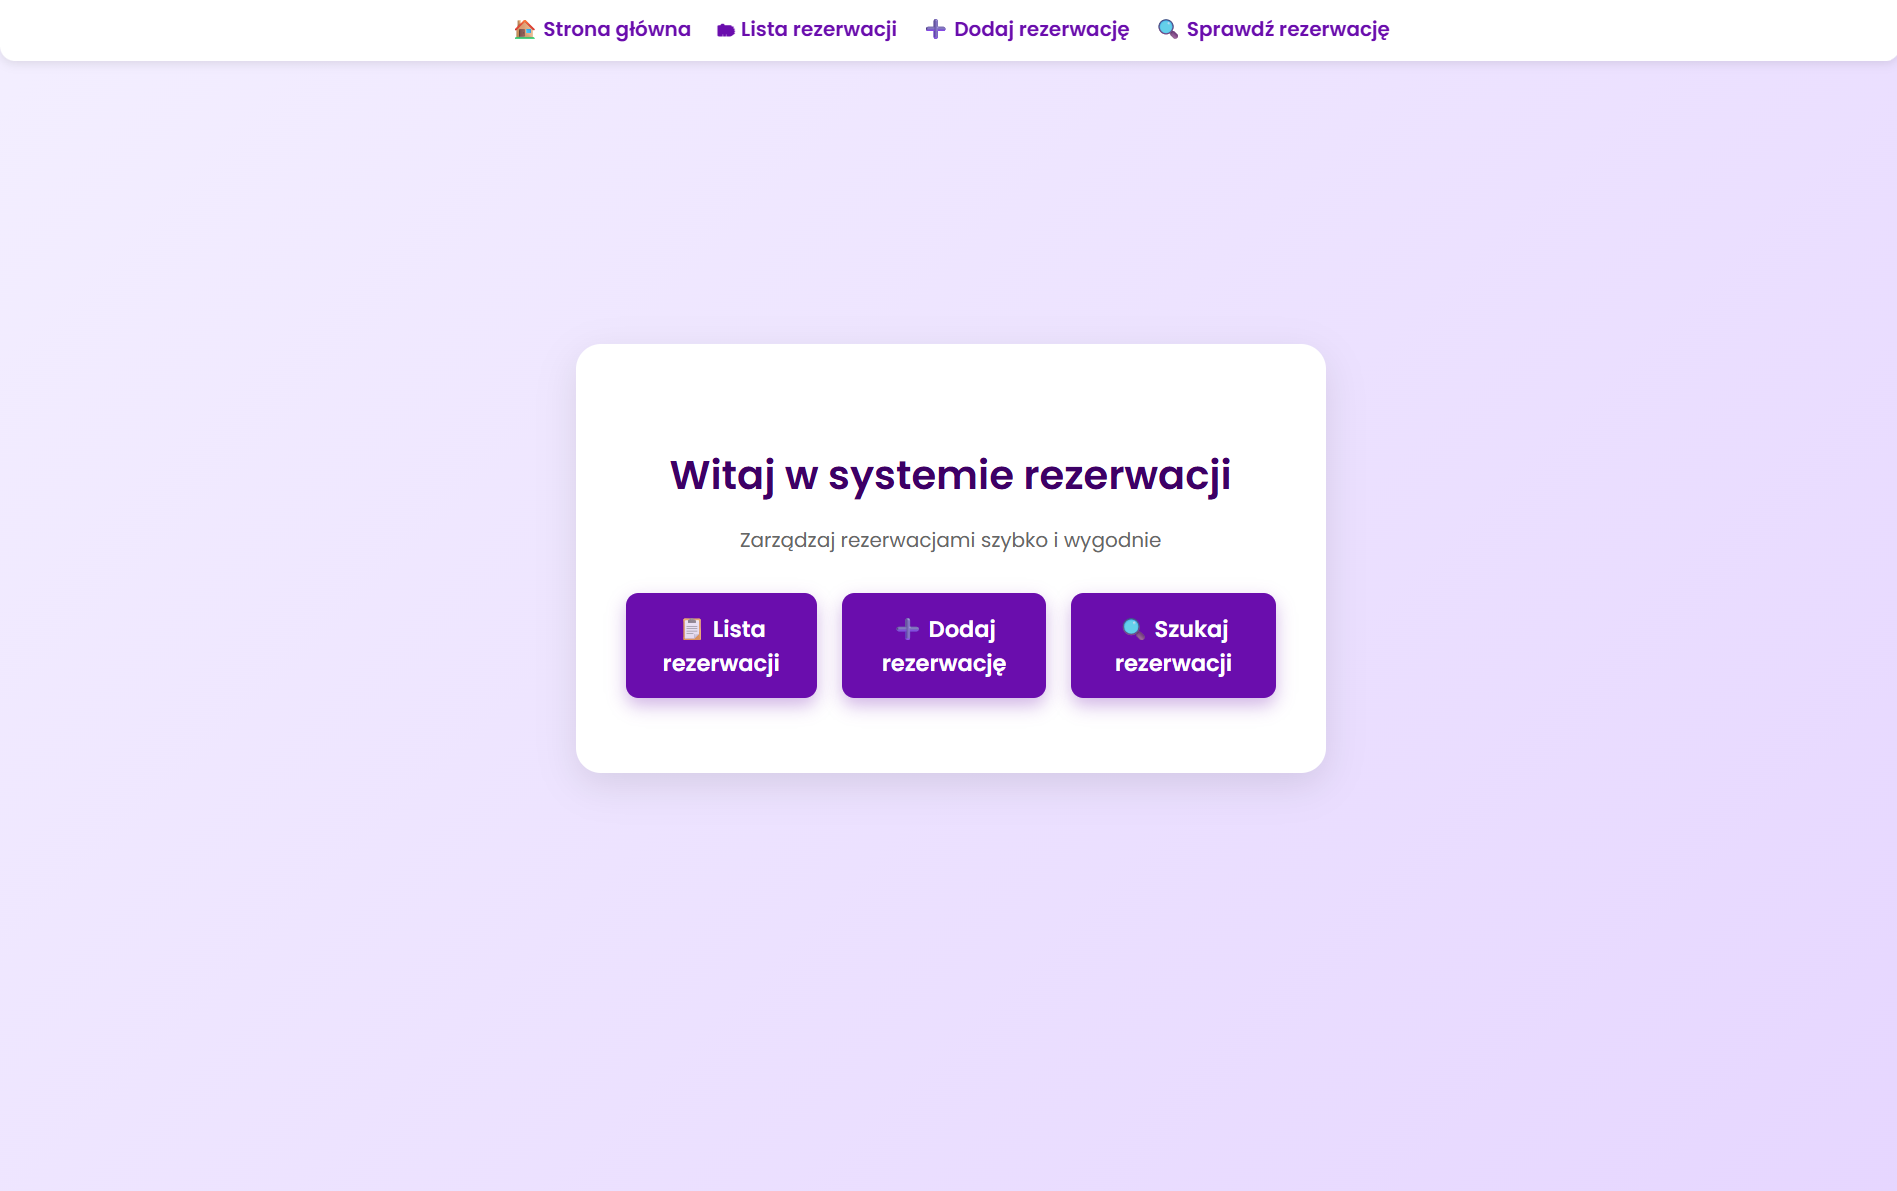 Strona główna Lista rezerwacji Dodaj rezerwację Sprawdź rezerwację
Witaj w systemie rezerwacji
Zarządzaj rezerwacjami szybko i wygodnie
Lista
rezerwacji
Dodaj
rezerwację
Szukaj
rezerwacji